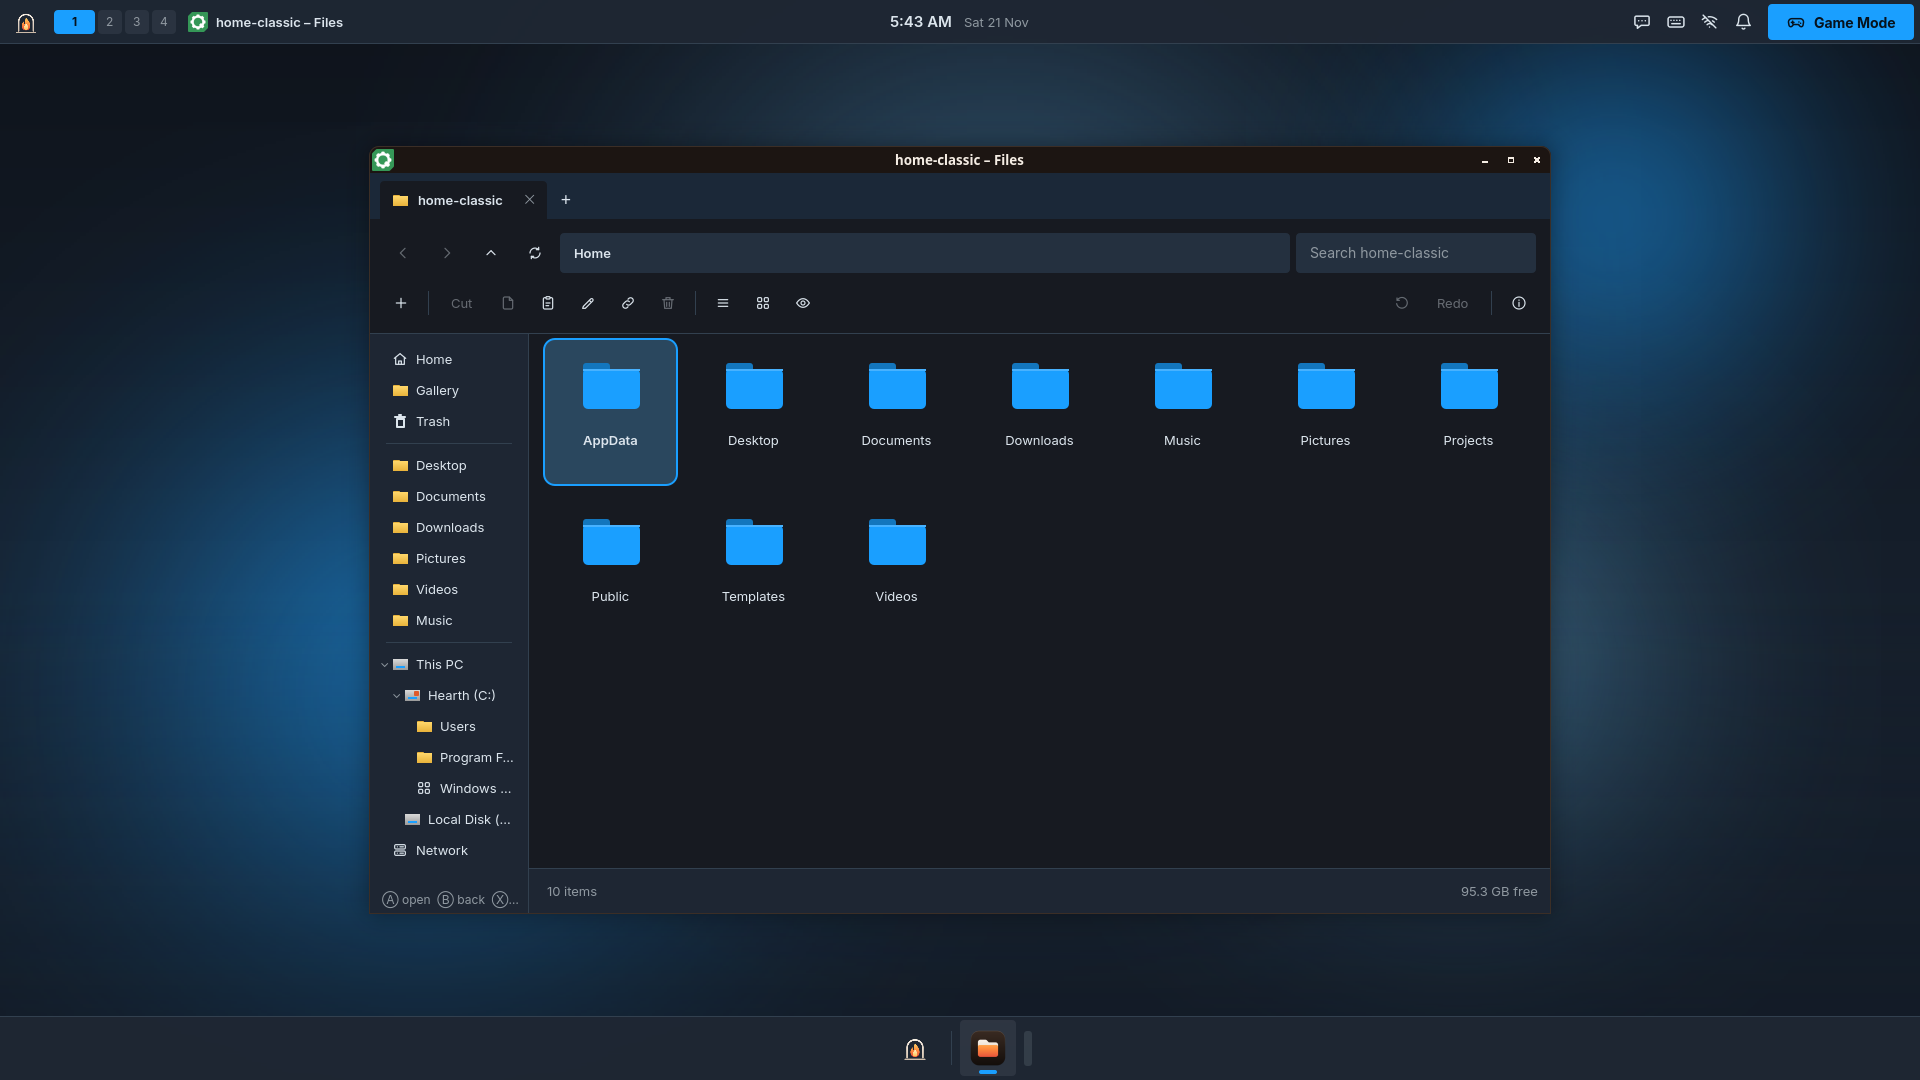 1
2
3
4
home-classic – Files
5:43 AM
Sat 21 Nov
Game Mode
home-classic – Files
home-classic
Home
Search home-classic
Cut
Redo
Home
Gallery
Trash
Desktop
Documents
Downloads
Pictures
Videos
Music
This PC
Hearth (C:)
Users
Program F...
Windows ...
Local Disk (...
Network
A open B back X...
AppData
Desktop
Documents
Downloads
Music
Pictures
Projects
Public
Templates
Videos
10 items
95.3 GB free